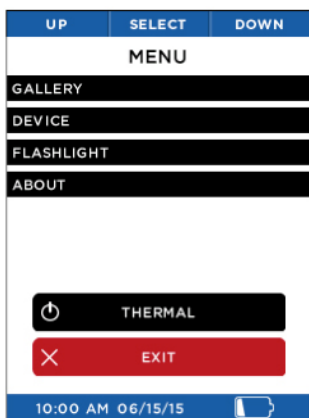 UP SELECT DOWN
MENU
GALLERY
DEVICE
FLASHLIGHT
ABOUT
THERMAL
EXIT
10:00 AM 06/15/15